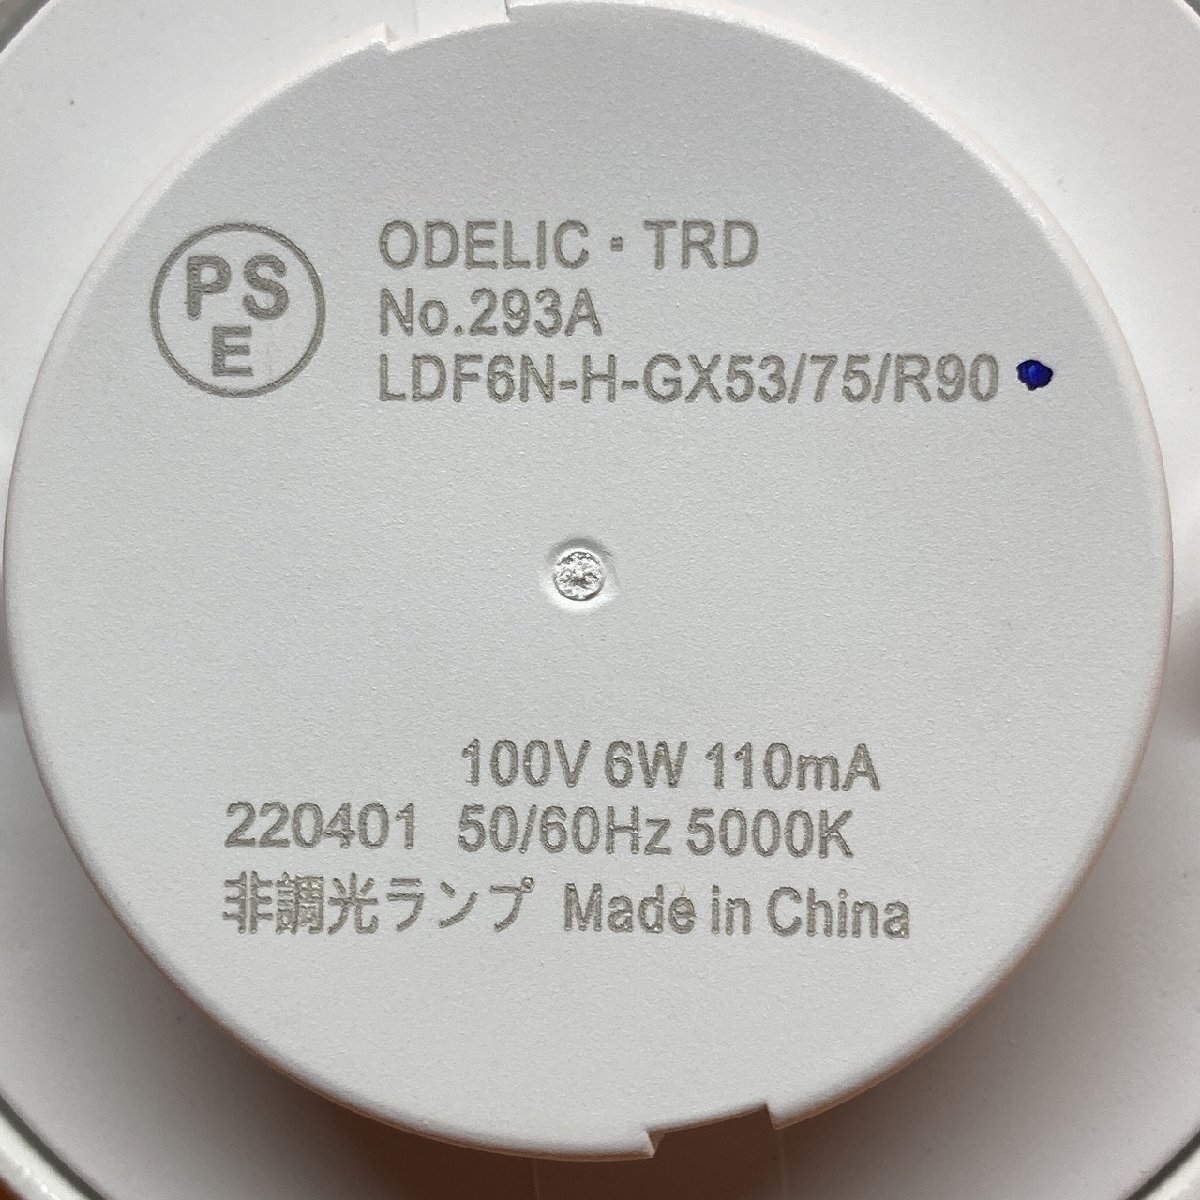 PS
E
ODELIC・TRD
No.293A
LDF6N-H-GX53/75/R90
100V 6W 110mA
220401 50/60Hz 5000K
非調光ランプ Made in China